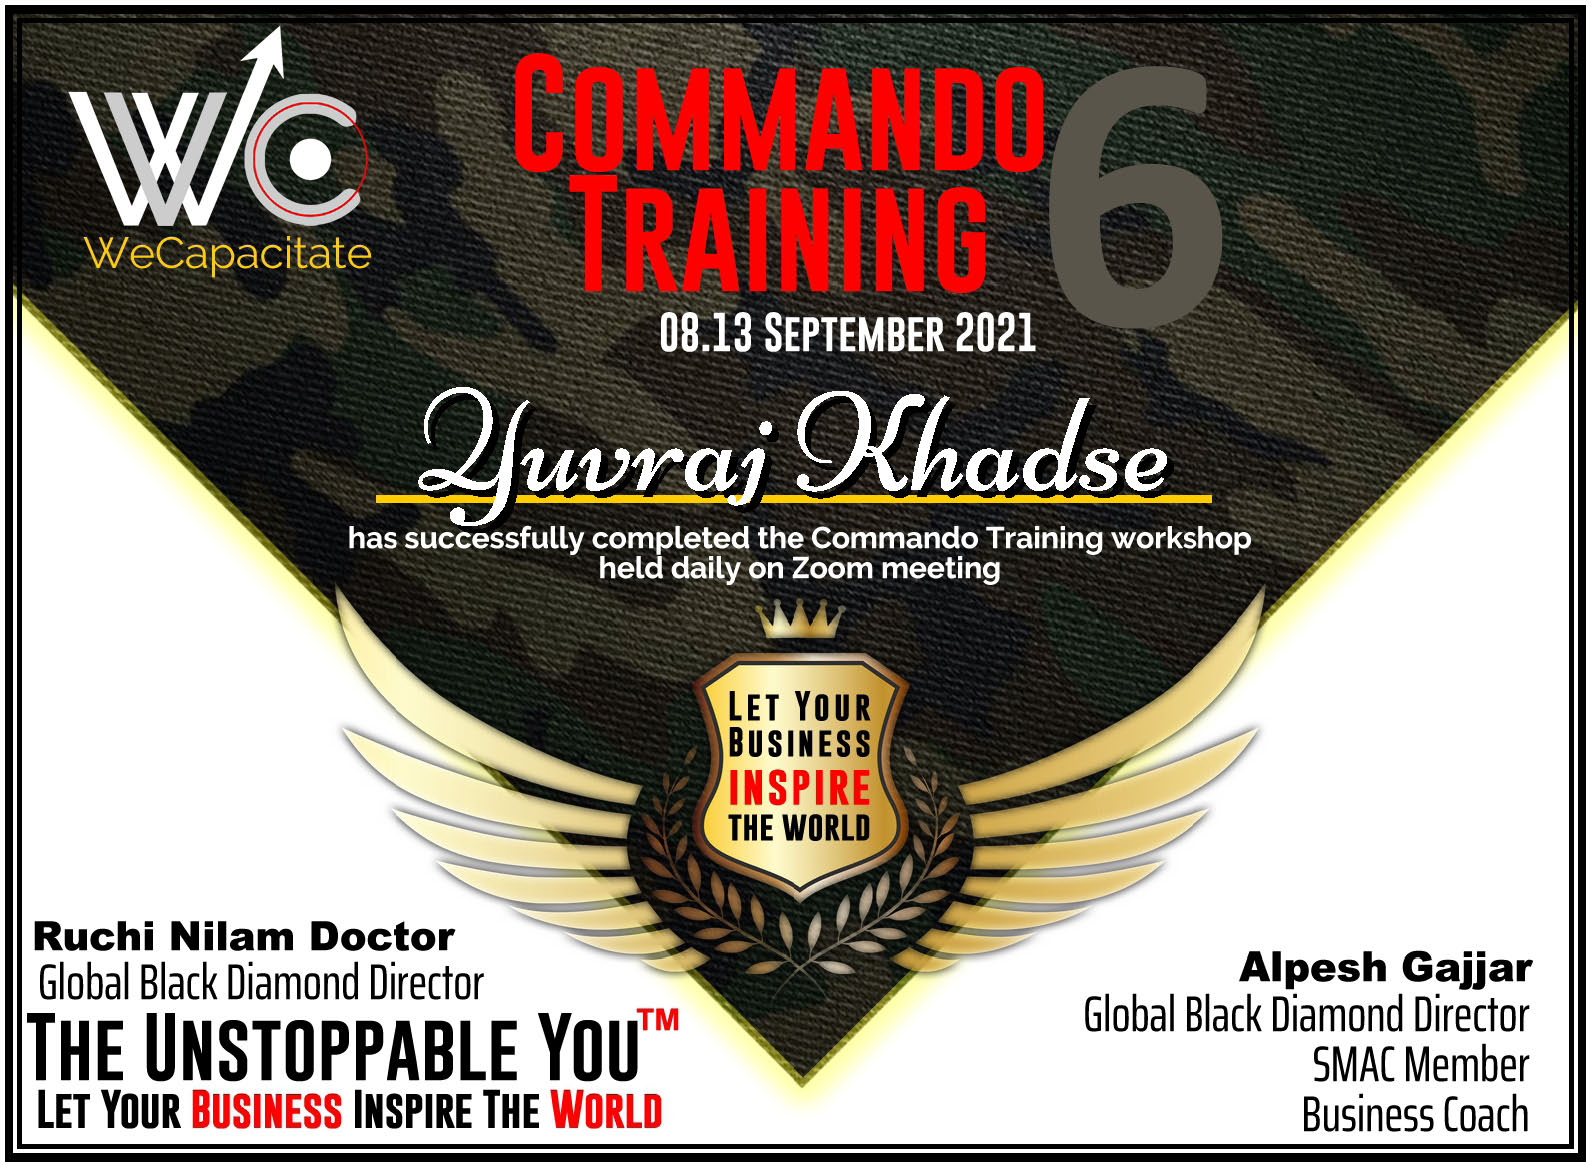 WC
WeCapacitate
COMMANDO
TRAINING
6
08.13 SEPTEMBER 2021
Yuvraj Khadse
has successfully completed the Commando Training workshop
held daily on Zoom meeting
LET YOUR
BUSINESS
INSPIRE
THE WORLD
Ruchi Nilam Doctor
Global Black Diamond Director
THE UNSTOPPABLE YOU™
LET YOUR BUSINESS INSPIRE THE WORLD
Alpesh Gajjar
Global Black Diamond Director
SMAC Member
Business Coach